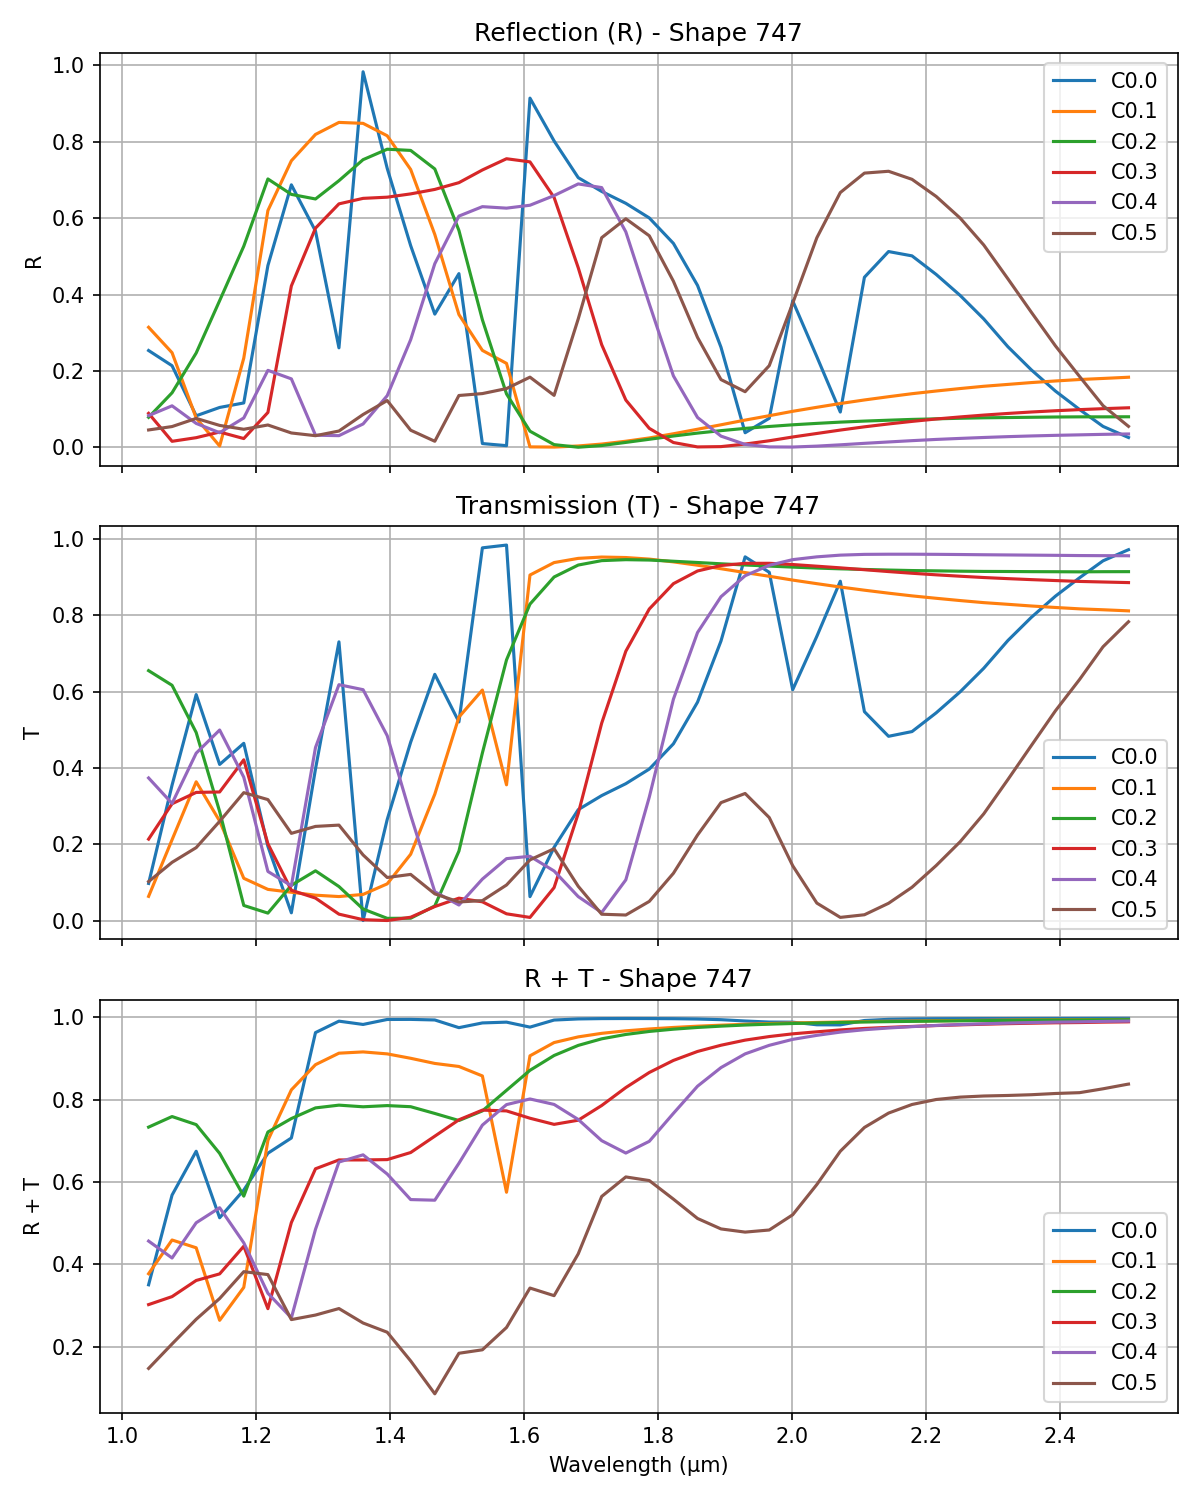 Reflection (R) - Shape 747
R
1.0
0.8
0.6
0.4
0.2
0.0
C0.0
C0.1
C0.2
C0.3
C0.4
C0.5
Transmission (T) - Shape 747
T
1.0
0.8
0.6
0.4
0.2
0.0
C0.0
C0.1
C0.2
C0.3
C0.4
C0.5
R + T - Shape 747
R + T
1.0
0.8
0.6
0.4
0.2
C0.0
C0.1
C0.2
C0.3
C0.4
C0.5
1.0 1.2 1.4 1.6 1.8 2.0 2.2 2.4
Wavelength (μm)